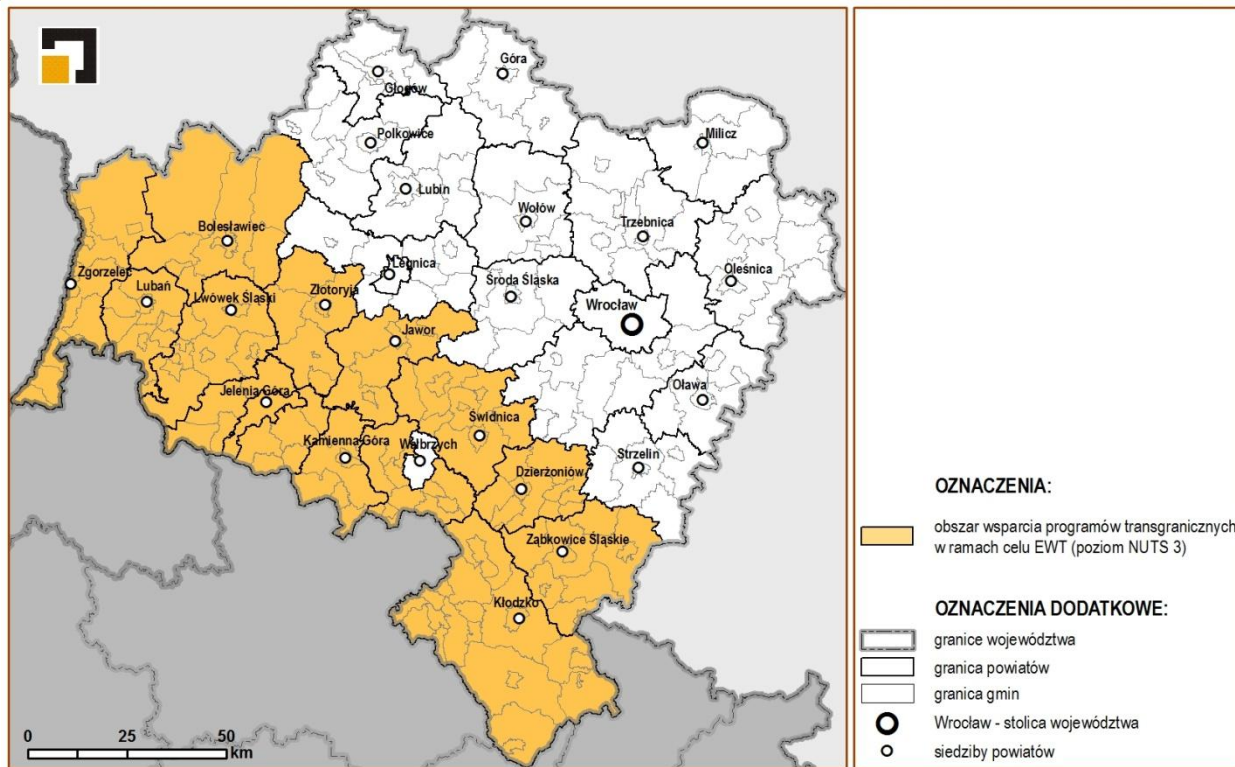 Góra
Głogów
Polkowice
Milicz
Lubin
Wołów
Trzebnica
Bolesławiec
Oleśnica
Legnica
Zgorzelec
Lubań
Lwówek Śląski
Złotoryja
Środa Śląska
Wrocław
Jawor
Oława
Jelenia Góra
Świdnica
Kamienna Góra
Wałbrzych
Strzelin
Dzierżoniów
Ząbkowice Śląskie
Kłodzko
0 25 50
km
OZNACZENIA:
obszar wsparcia programów transgranicznych
w ramach celu EWT (poziom NUTS 3)
OZNACZENIA DODATKOWE:
granice województwa
granica powiatów
granica gmin
Wrocław - stolica województwa
siedziby powiatów